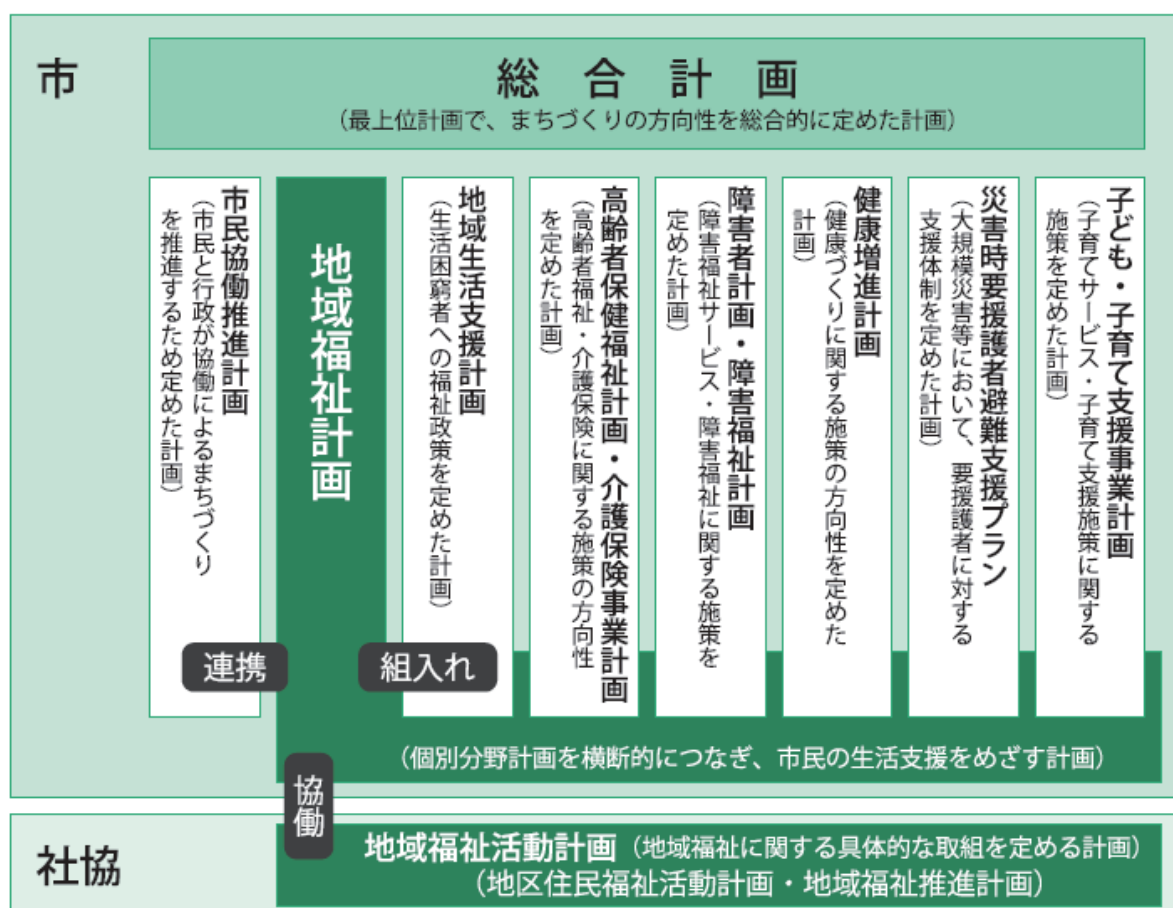 市
総合計画
（最上位計画で、まちづくりの方向性を総合的に定めた計画）
市民協働推進計画
（市民と行政が協働によるまちづくり
を推進するため定めた計画）
地域福祉計画
地域生活支援計画
（生活困窮者への福祉政策を定めた計画）
高齢者保健福祉計画・介護保険事業計画
（高齢者福祉・介護保険に関する施策の方向性
を定めた計画）
障害者計画・障害福祉計画
（障害福祉サービス・障害福祉に関する施策を
定めた計画）
健康増進計画
（健康づくりに関する施策の方向性を定めた
計画）
災害時要援護者避難支援プラン
（大規模災害等において、要援護者に対する
支援体制を定めた計画）
子ども・子育て支援事業計画
（子育てサービス・子育て支援施策に関する
施策を定めた計画）
連携
組入れ
（個別分野計画を横断的につなぎ、市民の生活支援をめざす計画）
協働
社協
地域福祉活動計画（地域福祉に関する具体的な取組を定める計画）
（地区住民福祉活動計画・地域福祉推進計画）